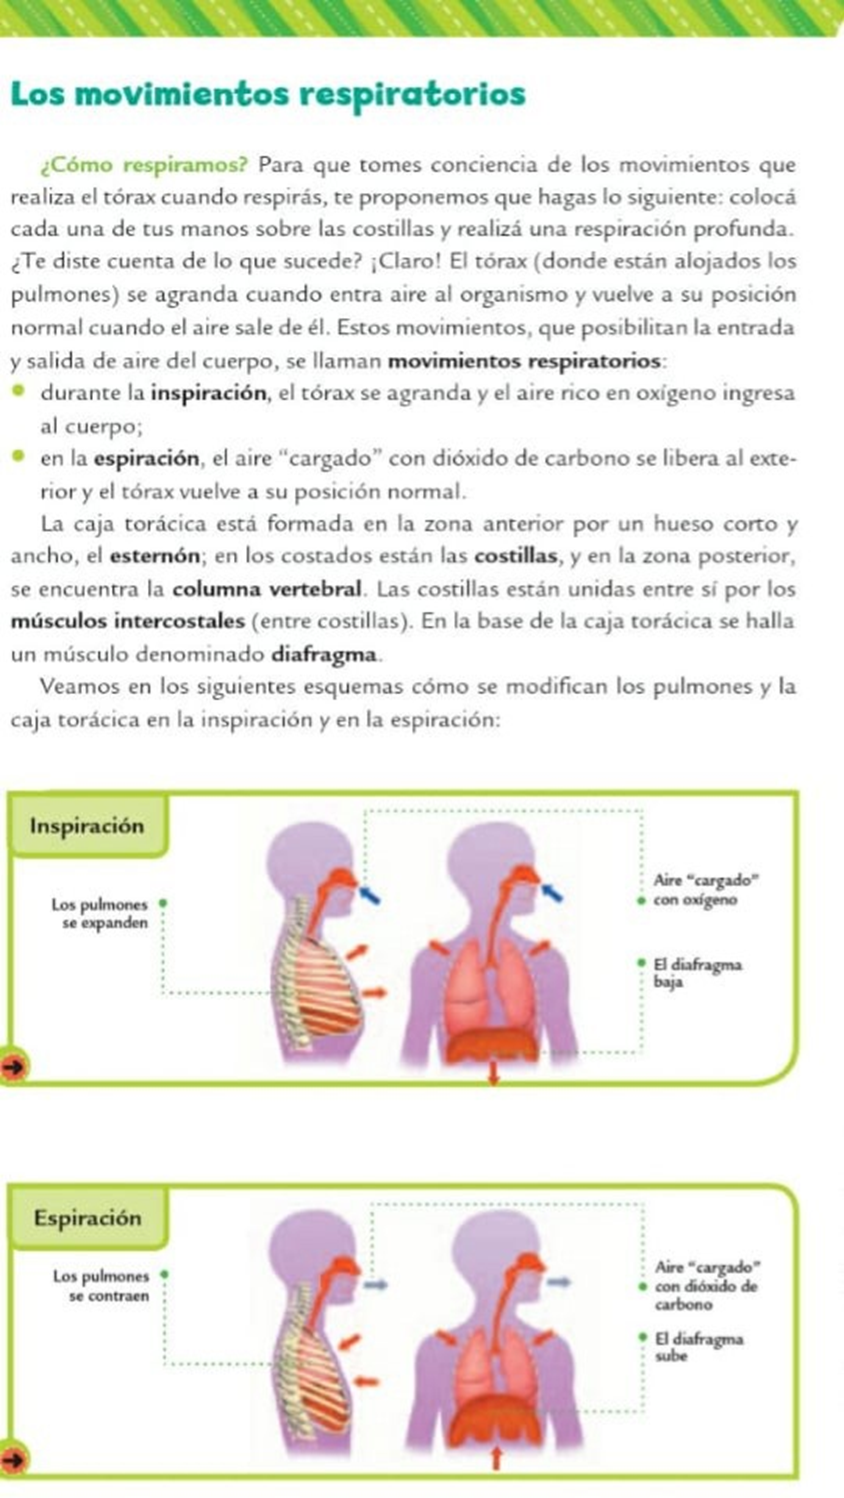 Los movimientos respiratorios
¿Cómo respiramos? Para que tomes conciencia de los movimientos que
realiza el tórax cuando respirás, te proponemos que hagas lo siguiente: colocá
cada una de tus manos sobre las costillas y realizá una respiración profunda.
¿Te diste cuenta de lo que sucede? ¡Claro! El tórax (donde están alojados los
pulmones) se agranda cuando entra aire al organismo y vuelve a su posición
normal cuando el aire sale de él. Estos movimientos, que posibilitan la entrada
y salida de aire del cuerpo, se llaman movimientos respiratorios:
• durante la inspiración, el tórax se agranda y el aire rico en oxígeno ingresa
al cuerpo;
• en la espiración, el aire “cargado” con dióxido de carbono se libera al exte-
rior y el tórax vuelve a su posición normal.
La caja torácica está formada en la zona anterior por un hueso corto y
ancho, el esternón; en los costados están las costillas, y en la zona posterior,
se encuentra la columna vertebral. Las costillas están unidas entre sí por los
músculos intercostales (entre costillas). En la base de la caja torácica se halla
un músculo denominado diafragma.
Veamos en los siguientes esquemas cómo se modifican los pulmones y la
caja torácica en la inspiración y en la espiración:
Inspiración
Los pulmones
se expanden
Aire “cargado”
con oxígeno
El diafragma
baja
Espiración
Los pulmones
se contraen
Aire “cargado”
con dióxido de
carbono
El diafragma
sube